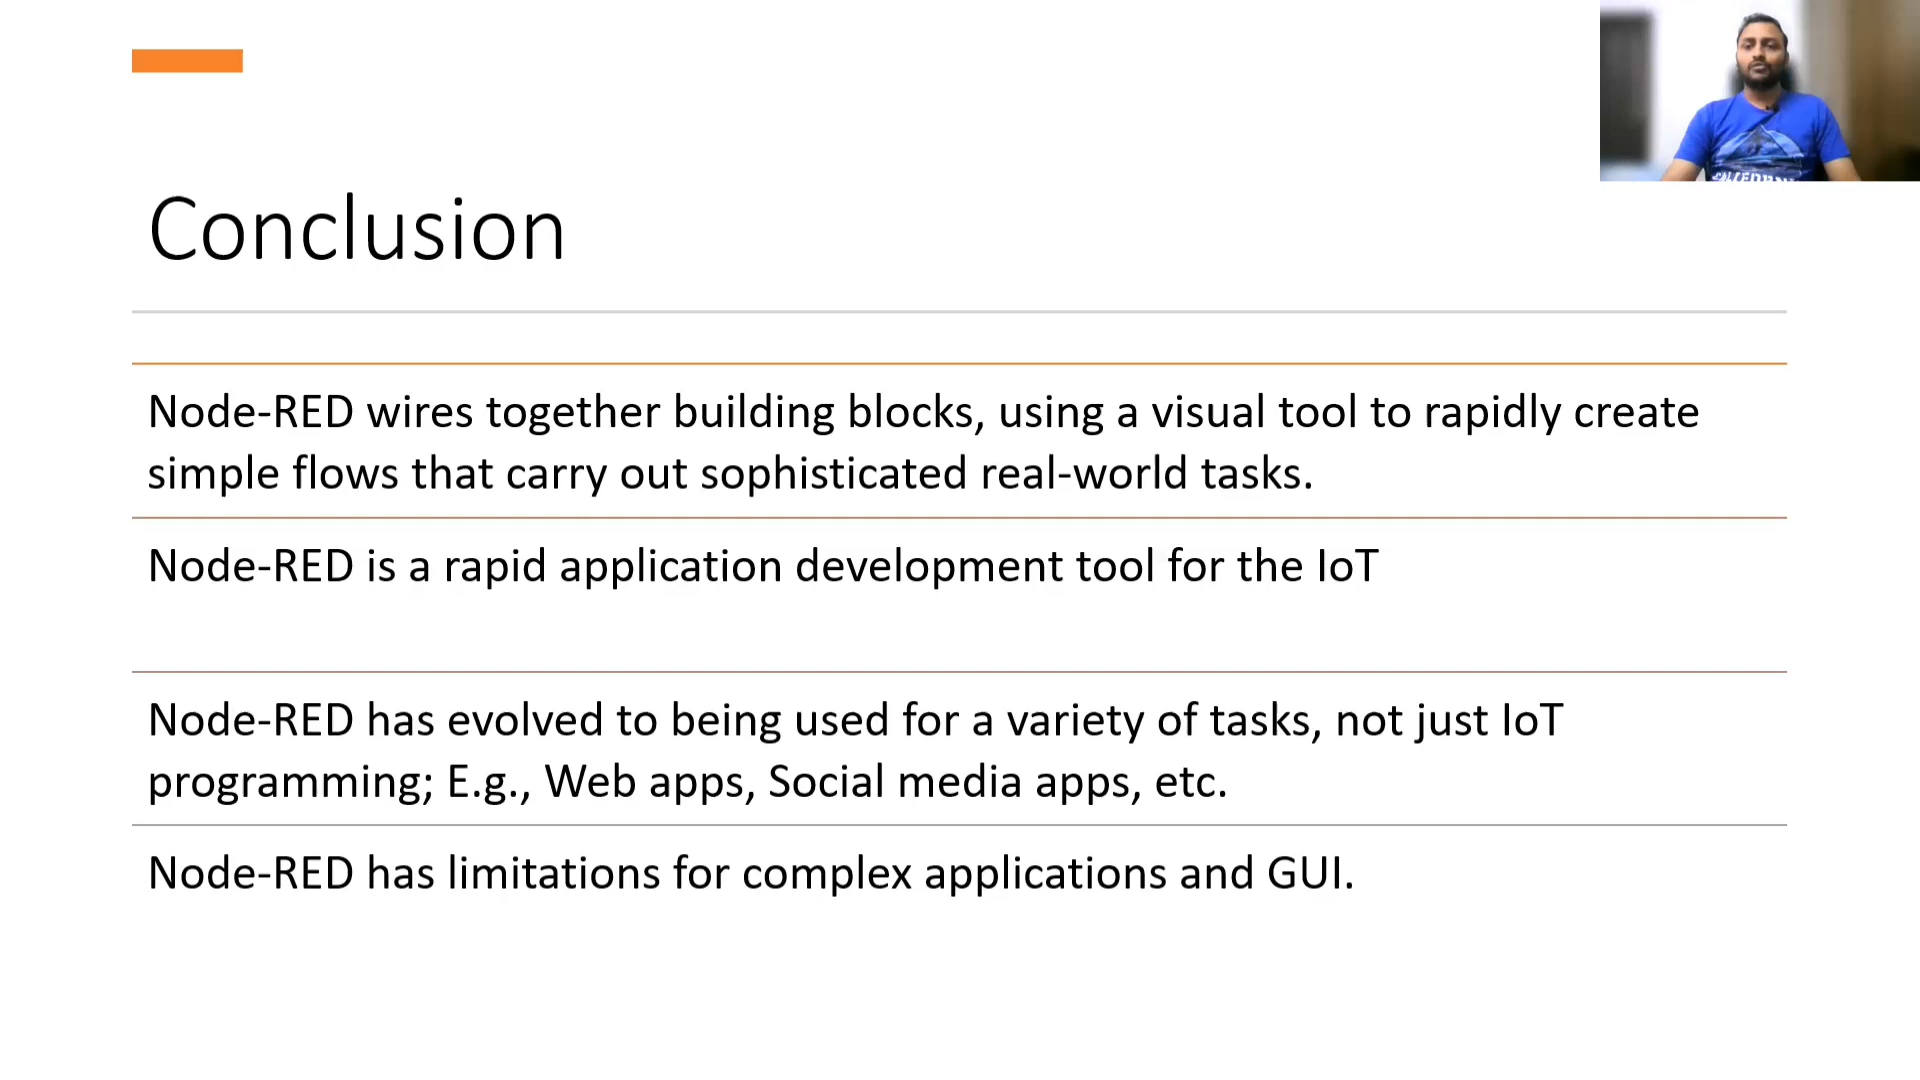 Conclusion
Node-RED wires together building blocks, using a visual tool to rapidly create
simple flows that carry out sophisticated real-world tasks.
Node-RED is a rapid application development tool for the IoT
Node-RED has evolved to being used for a variety of tasks, not just IoT
programming; E.g., Web apps, Social media apps, etc.
Node-RED has limitations for complex applications and GUI.